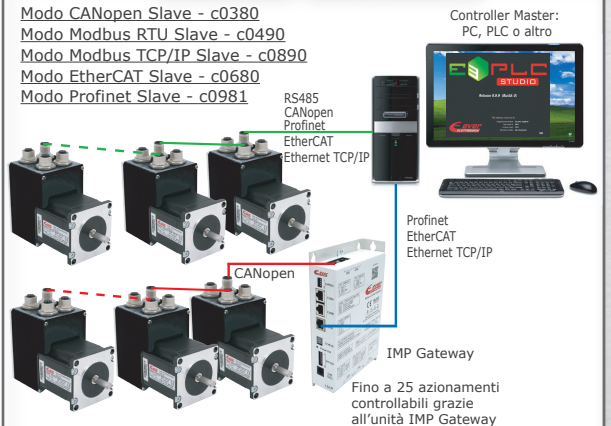 Modo CANopen Slave - c0380
Modo Modbus RTU Slave - c0490
Modo Modbus TCP/IP Slave - c0890
Modo EtherCAT Slave - c0680
Modo Profinet Slave - c0981
Controller Master:
PC, PLC o altro
RS485
CANopen
Profinet
EtherCAT
Ethernet TCP/IP
STUDIO
Profinet
EtherCAT
Ethernet TCP/IP
CANopen
IMP Gateway
Fino a 25 azionamenti
controllabili grazie
all'unità IMP Gateway